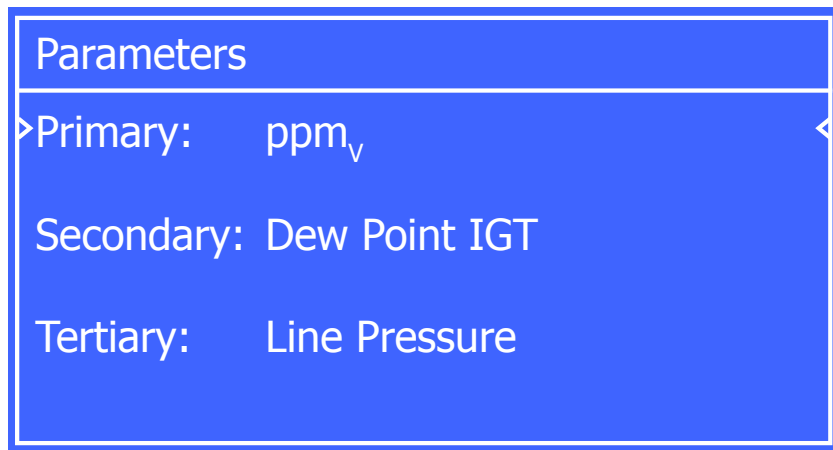 Parameters
Primary: ppmv
Secondary: Dew Point IGT
Tertiary: Line Pressure